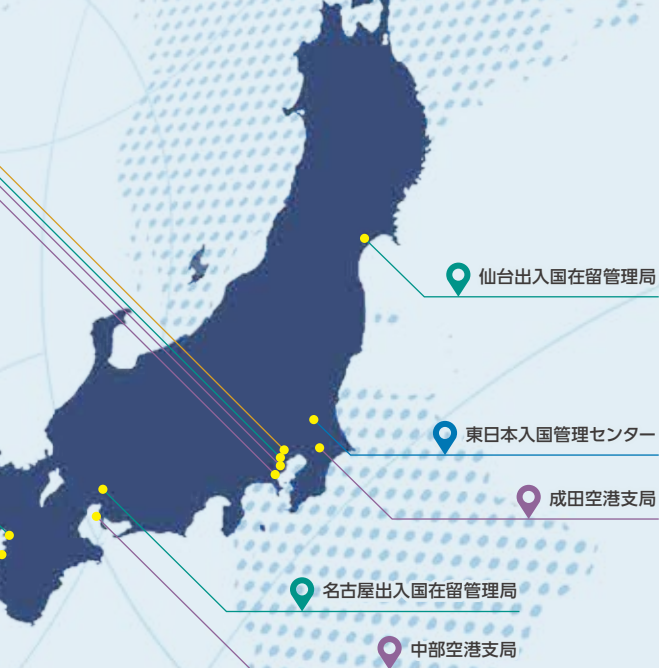 仙台出入国在留管理局
東日本入国管理センター
成田空港支局
名古屋出入国在留管理局
中部空港支局